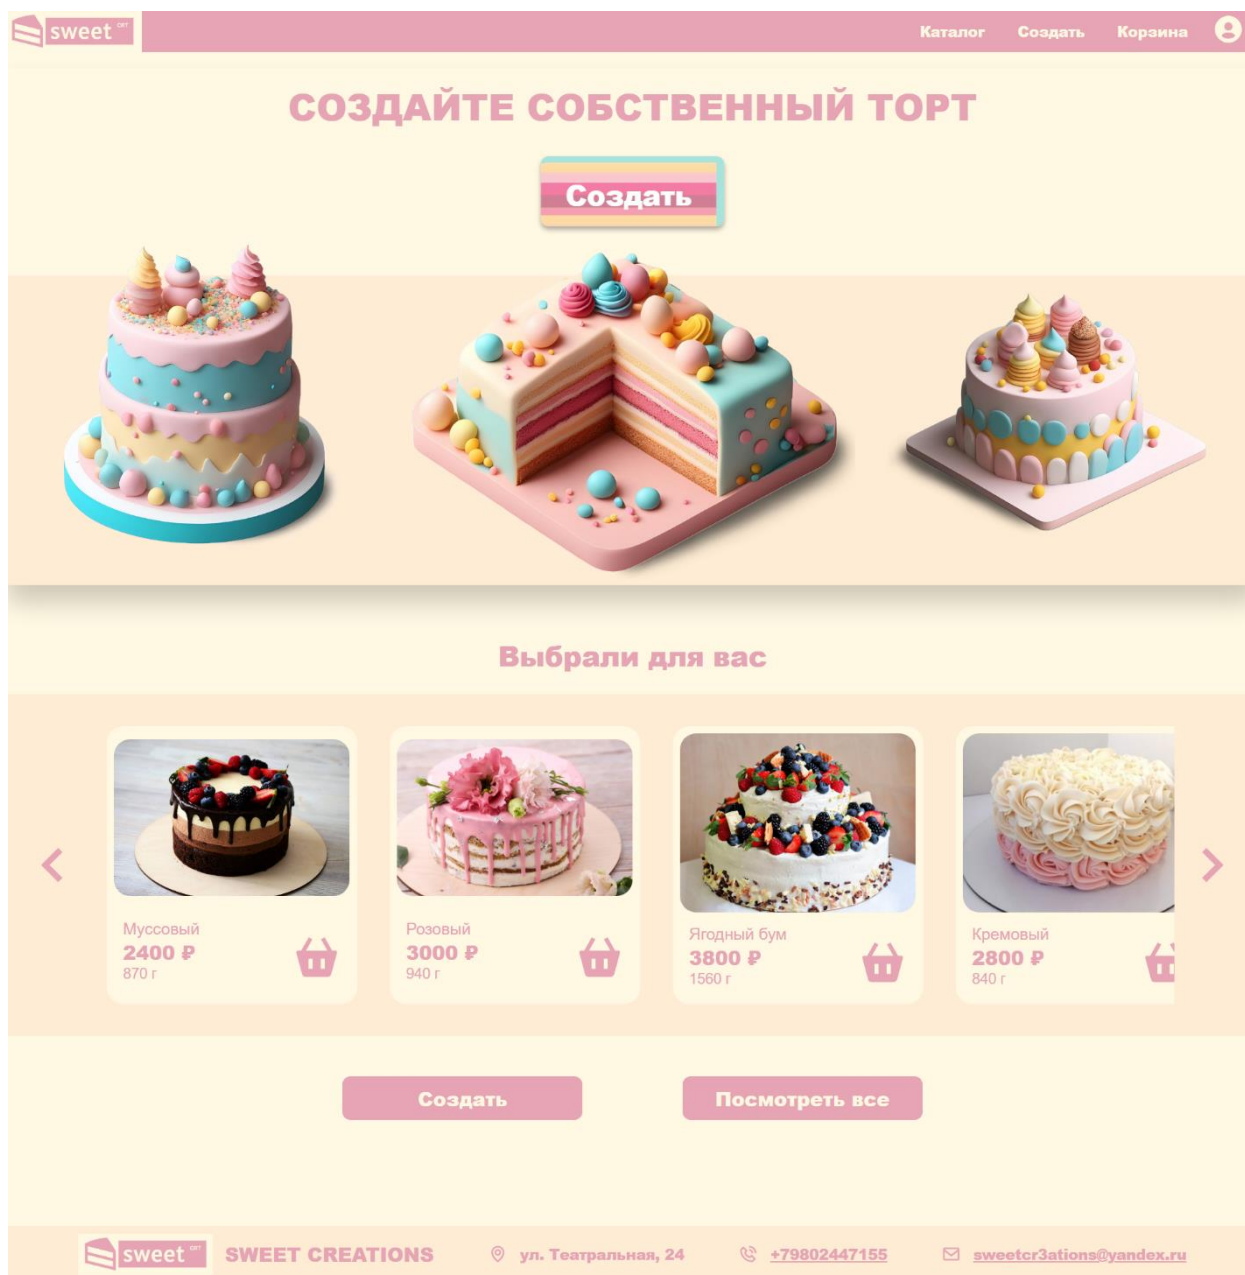 sweet
Каталог
Создать
Корзина
СОЗДАЙТЕ СОБСТВЕННЫЙ ТОРТ
Создать
Выбрали для вас
Муссовый
2400 ₽
870 г
Розовый
3000 ₽
940 г
Ягодный бум
3800 ₽
1560 г
Кремовый
2800 ₽
840 г
Создать
Посмотреть все
sweet
SWEET CREATIONS
ул. Театральная, 24
+79802447155
sweetcr3ations@yandex.ru